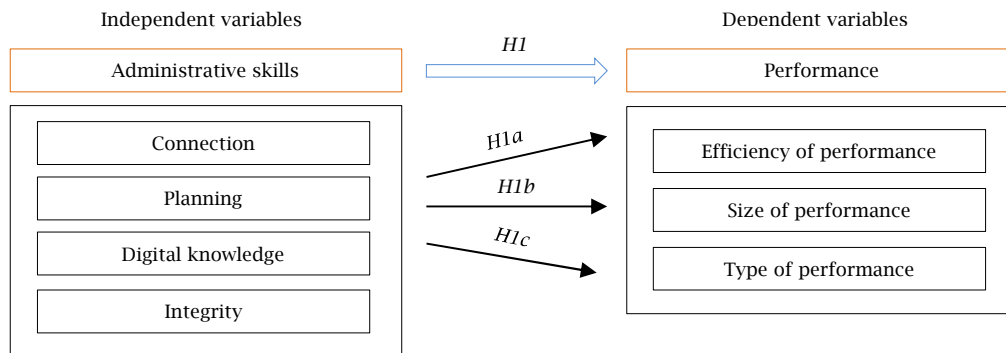 Independent variables
Dependent variables
Administrative skills
H1
Performance
Connection
Planning
Digital knowledge
Integrity
H1a
H1b
H1c
Efficiency of performance
Size of performance
Type of performance